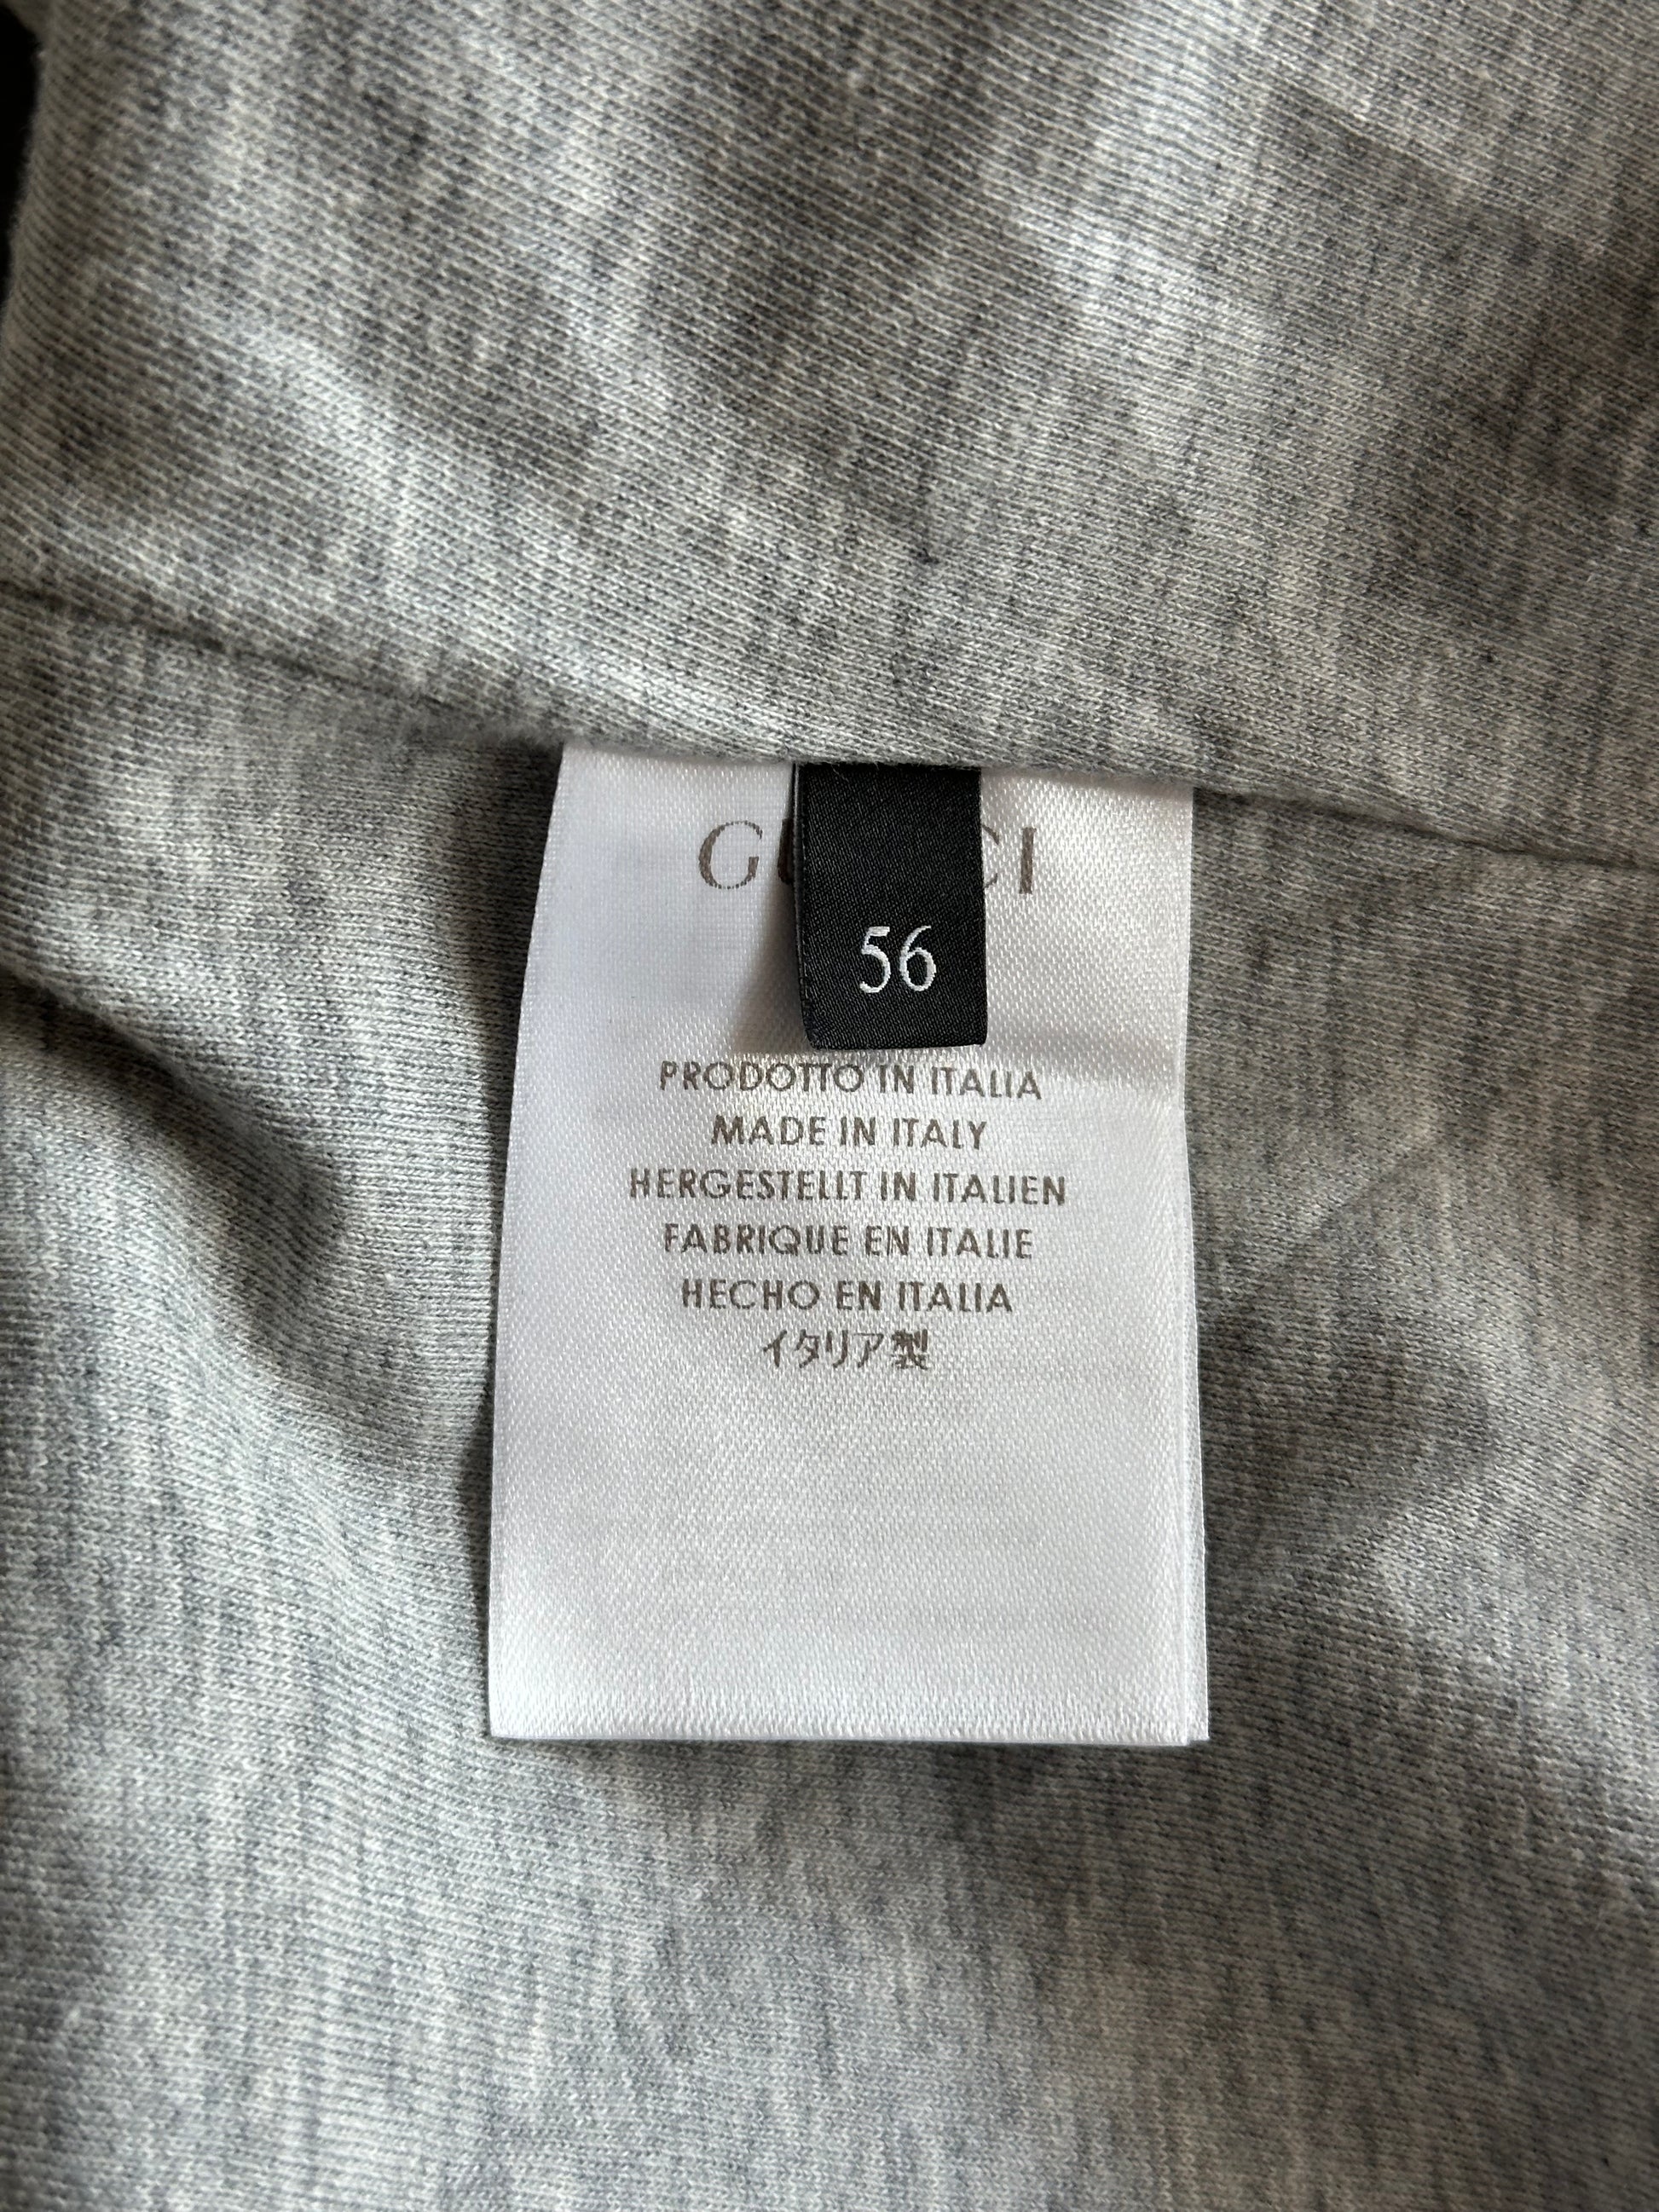 GUCCI
56
PRODOTTO IN ITALIA
MADE IN ITALY
HERGESTELLT IN ITALIEN
FABRIQUE EN ITALIE
HECHO EN ITALIA
イタリア製